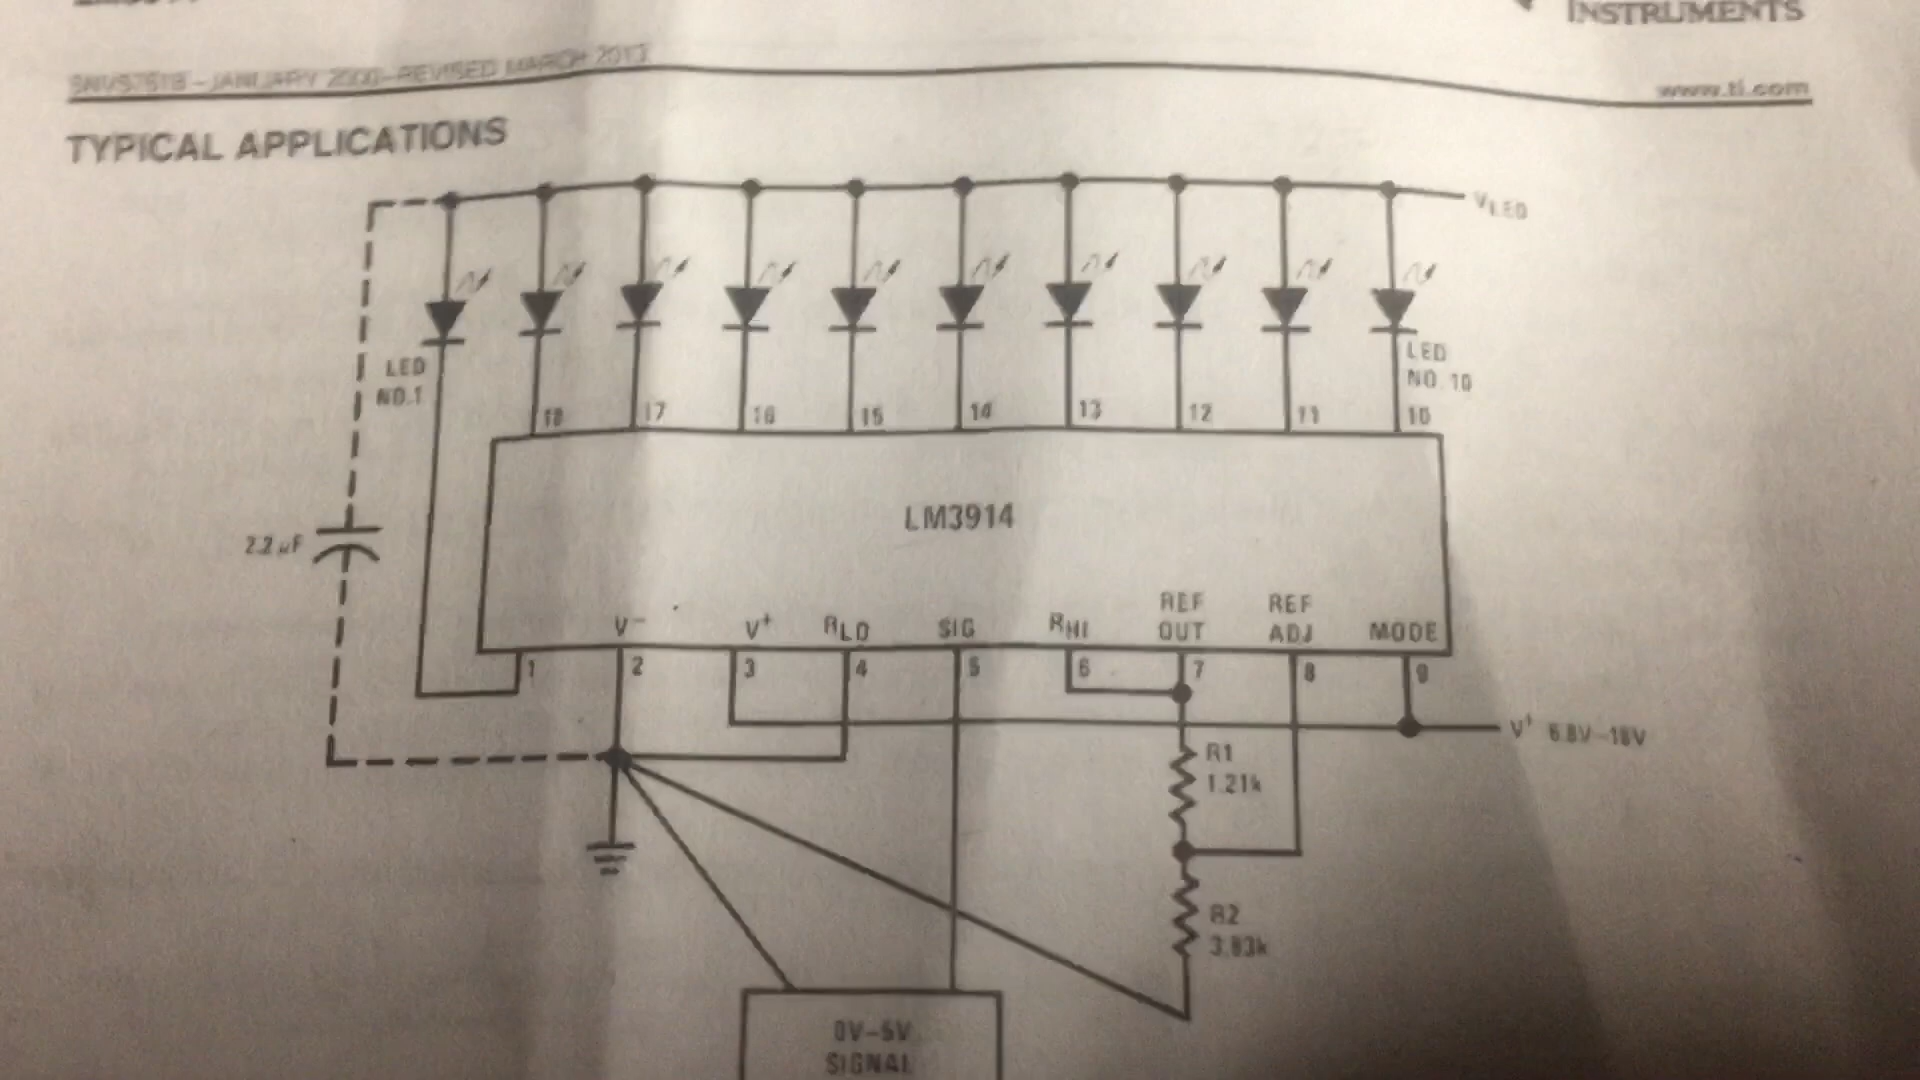 INSTRUMENTS
SNVS761B – JANUARY 2000 – REVISED MARCH 2013
www.ti.com
TYPICAL APPLICATIONS
VLED
LED
NO.1
LED
NO. 10
18 17 16 15 14 13 12 11 10
LM3914
2.2 µF
V− V+ RLO SIG RHI REF OUT REF ADJ MODE
1 2 3 4 5 6 7 8 9
V+ 6.8V–18V
R1
1.21k
R2
3.83k
0V–5V
SIGNAL